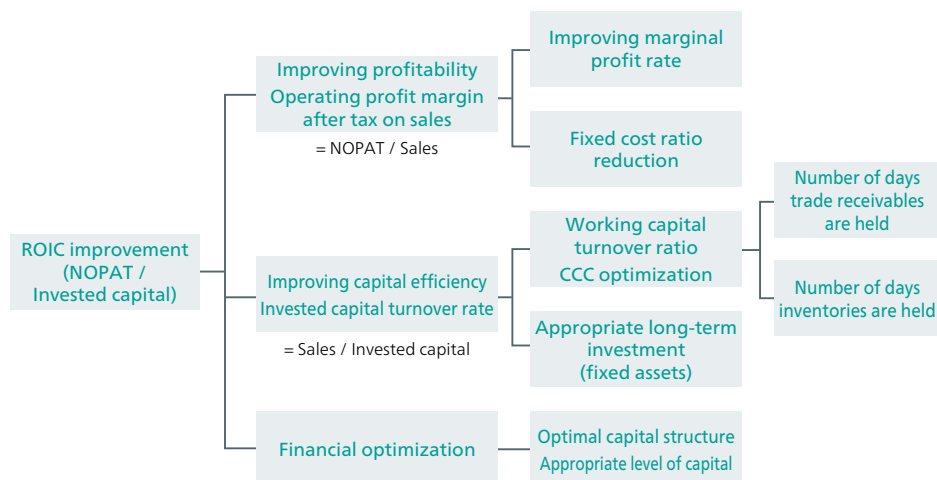 ROIC improvement
(NOPAT /
Invested capital)
Improving profitability
Operating profit margin
after tax on sales
= NOPAT / Sales
Improving marginal
profit rate
Fixed cost ratio
reduction
Improving capital efficiency
Invested capital turnover rate
= Sales / Invested capital
Working capital
turnover ratio
CCC optimization
Number of days
trade receivables
are held
Number of days
inventories are held
Appropriate long-term
investment
(fixed assets)
Financial optimization
Optimal capital structure
Appropriate level of capital